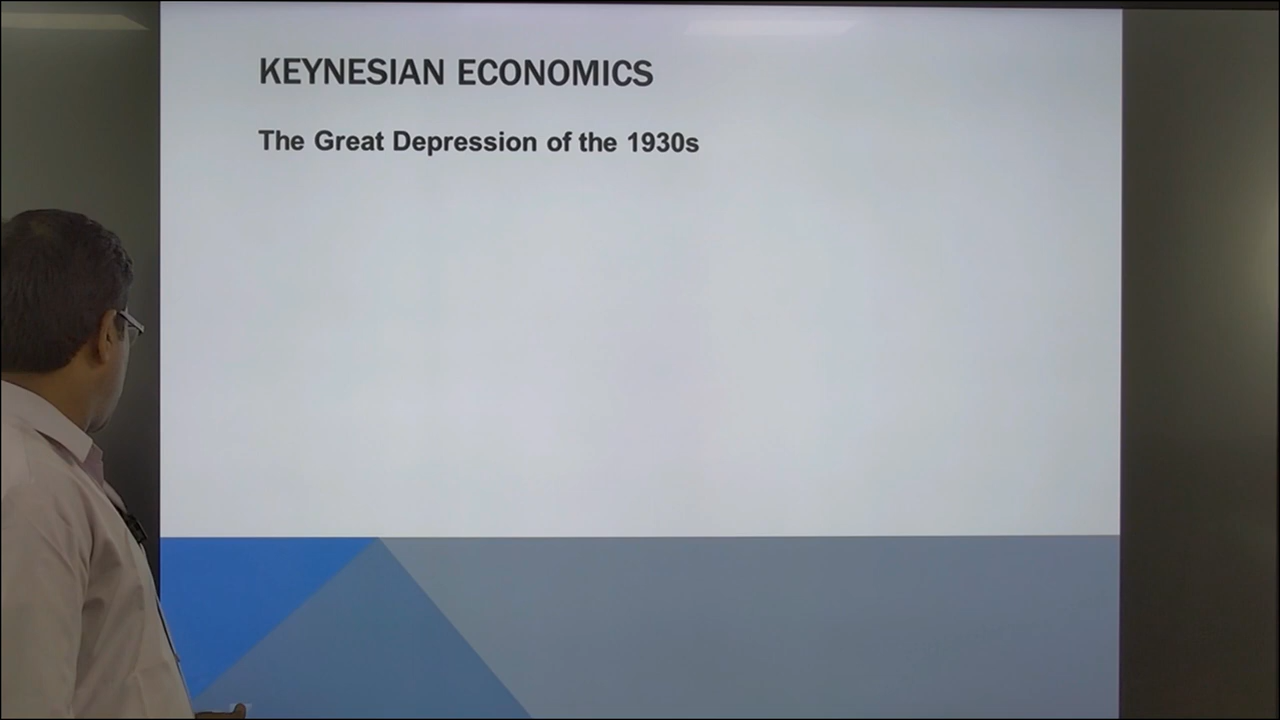 KEYNESIAN ECONOMICS
The Great Depression of the 1930s